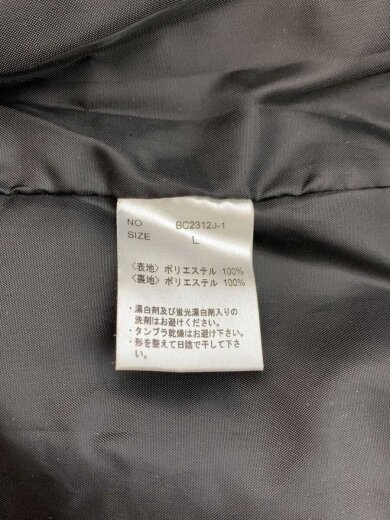 NO BC2312J-1
SIZE L
〈表地〉ポリエステル 100%
〈裏地〉ポリエステル 100%
・漂白剤及び蛍光漂白剤入りの
洗剤はお避けください。
・タンブラ乾燥はお避け下さい。
・形を整えて日陰で干して下さ
い。